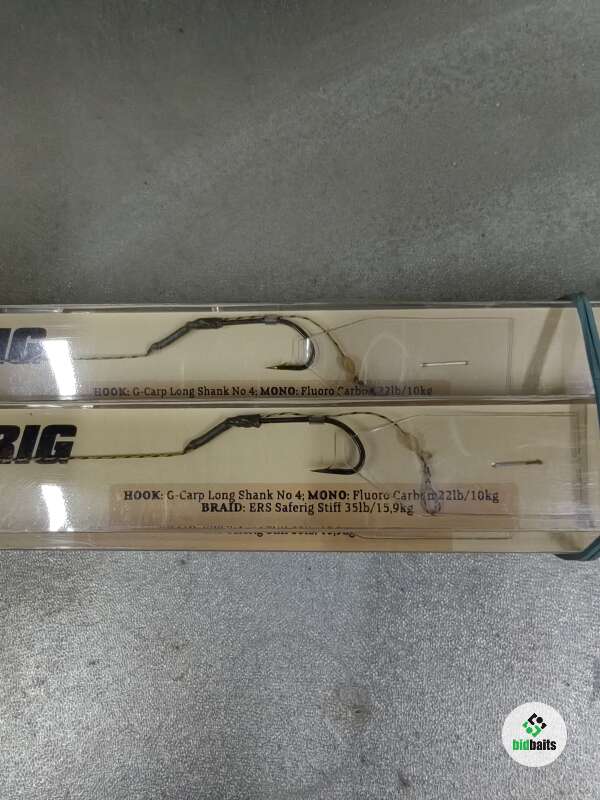 IG
HOOK: G-Carp Long Shank No 4; MONO: Fluoro Carbon 22lb/10kg
RIG
HOOK: G-Carp Long Shank No 4; MONO: Fluoro Carbon 22lb/10kg
BRAID: ERS Saferig Stiff 35lb/15,9kg
bidbaits